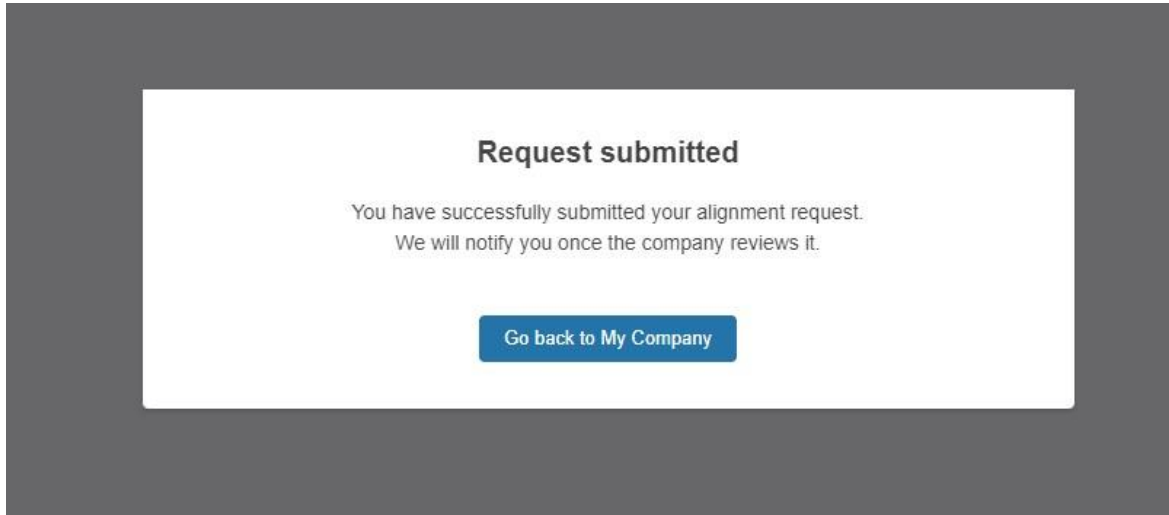 Request submitted
You have successfully submitted your alignment request.
We will notify you once the company reviews it.
Go back to My Company